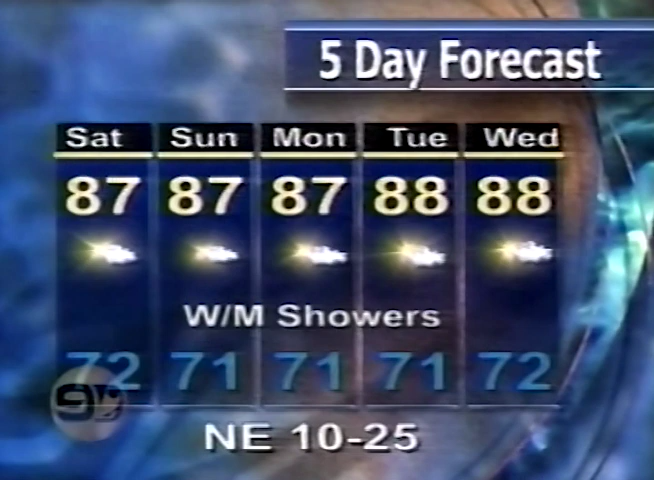 5 Day Forecast
Sat Sun Mon Tue Wed
87 87 87 88 88
W/M Showers
72 71 71 71 72
NE 10-25